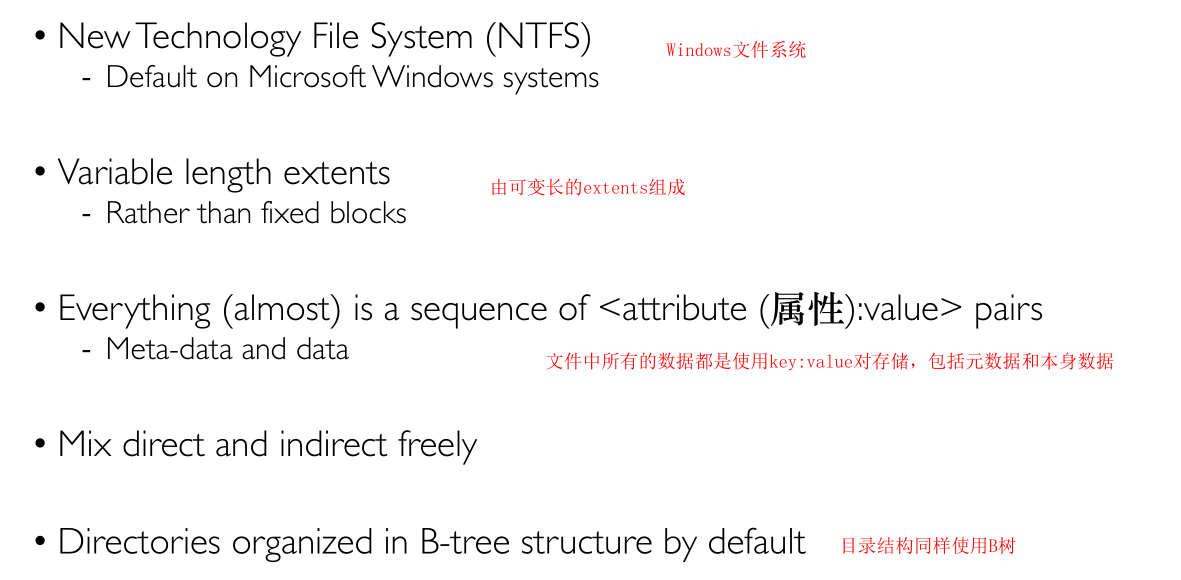 • New Technology File System (NTFS) Windows文件系统
- Default on Microsoft Windows systems
• Variable length extents 由可变长的extents组成
- Rather than fixed blocks
• Everything (almost) is a sequence of <attribute (属性):value> pairs
- Meta-data and data 文件中所有的数据都是使用key:value对存储，包括元数据和本身数据
• Mix direct and indirect freely
• Directories organized in B-tree structure by default 目录结构同样使用B树